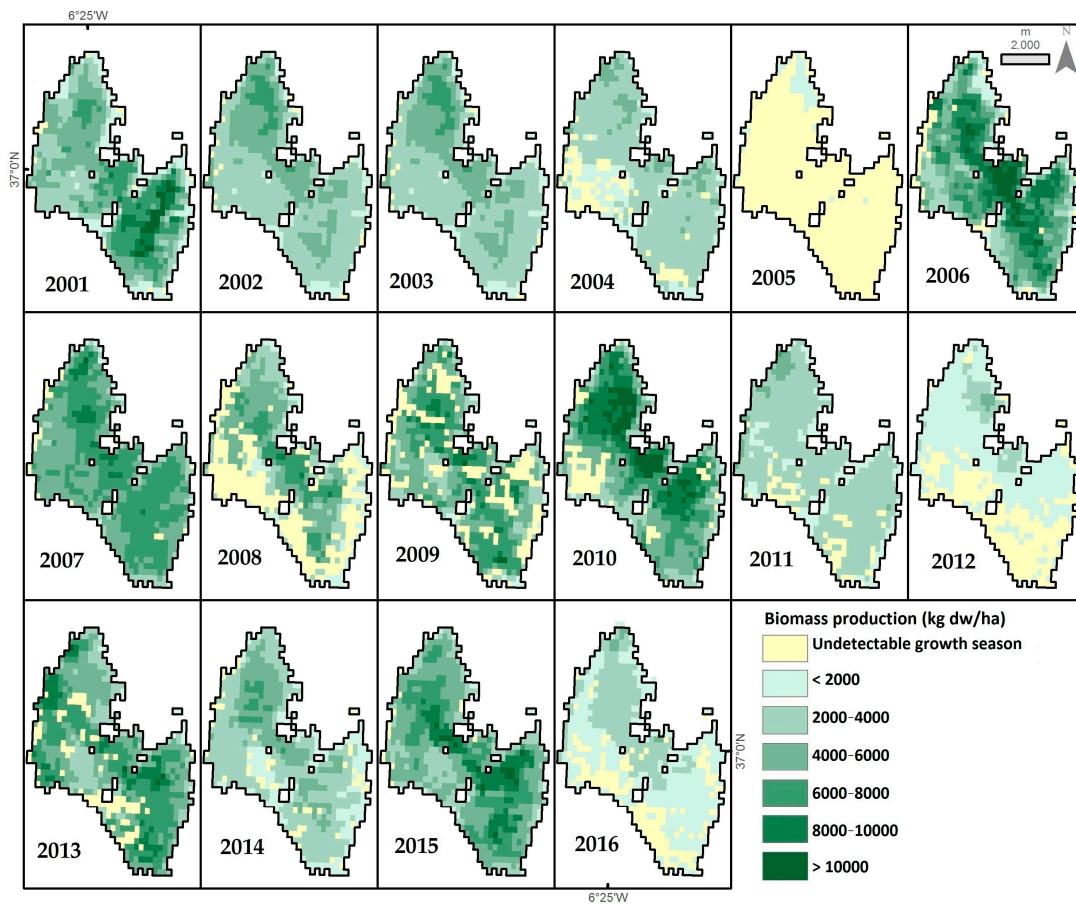 6°25'W
m
2.000
N
37°0'N
2001
2002
2003
2004
2005
2006
2007
2008
2009
2010
2011
2012
Biomass production (kg dw/ha)
Undetectable growth season
< 2000
2000-4000
4000-6000
6000-8000
8000-10000
> 10000
37°0'N
2013
2014
2015
2016
6°25'W